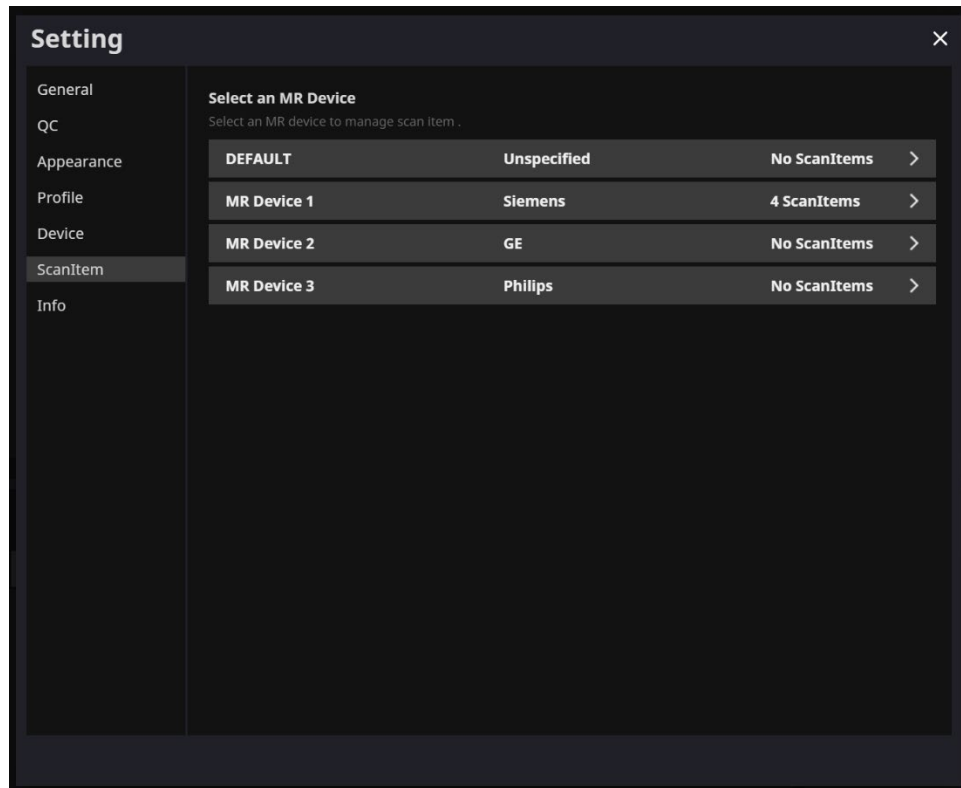 Setting
General
QC
Appearance
Profile
Device
ScanItem
Info
Select an MR Device
Select an MR device to manage scan item .
DEFAULT Unspecified No ScanItems
MR Device 1 Siemens 4 ScanItems
MR Device 2 GE No ScanItems
MR Device 3 Philips No ScanItems